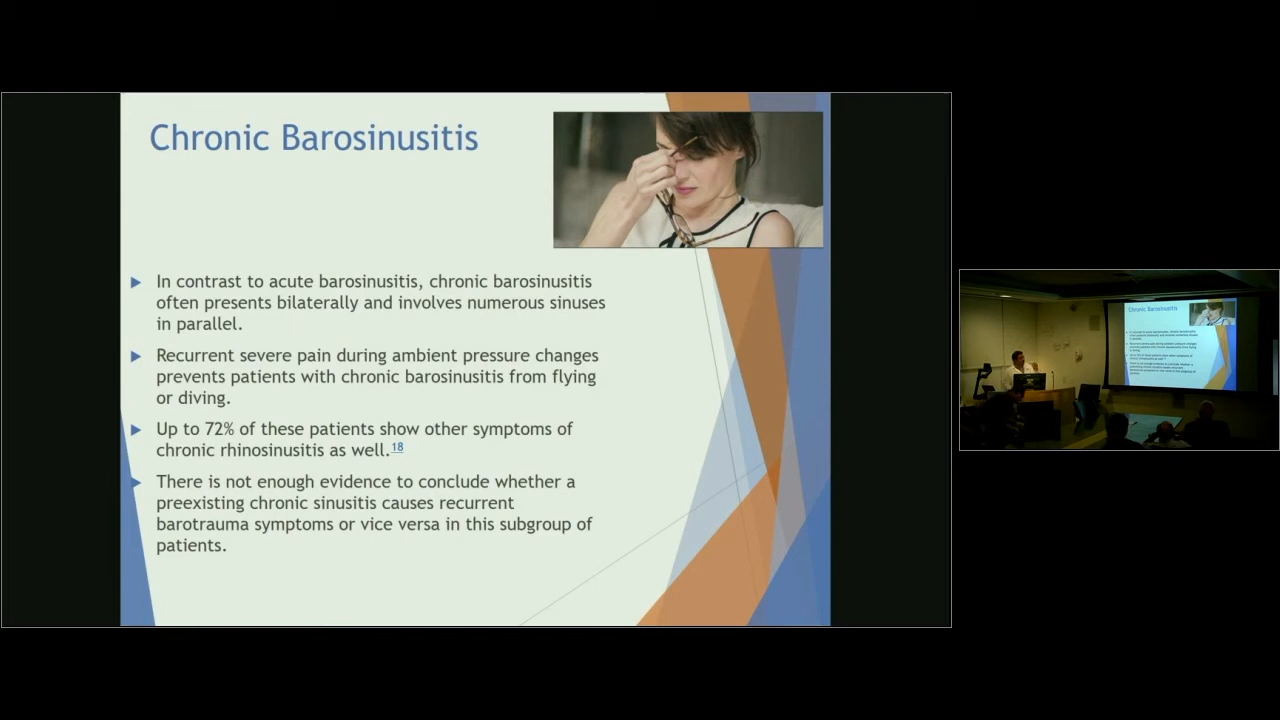 Chronic Barosinusitis
In contrast to acute barosinusitis, chronic barosinusitis
often presents bilaterally and involves numerous sinuses
in parallel.
Recurrent severe pain during ambient pressure changes
prevents patients with chronic barosinustis from flying
or diving.
Up to 72% of these patients show other symptoms of
chronic rhinosinusitis as well.18
There is not enough evidence to conclude whether a
preexisting chronic sinusitis causes recurrent
barotrauma symptoms or vice versa in this subgroup of
patients.
Chronic Barosinusitis